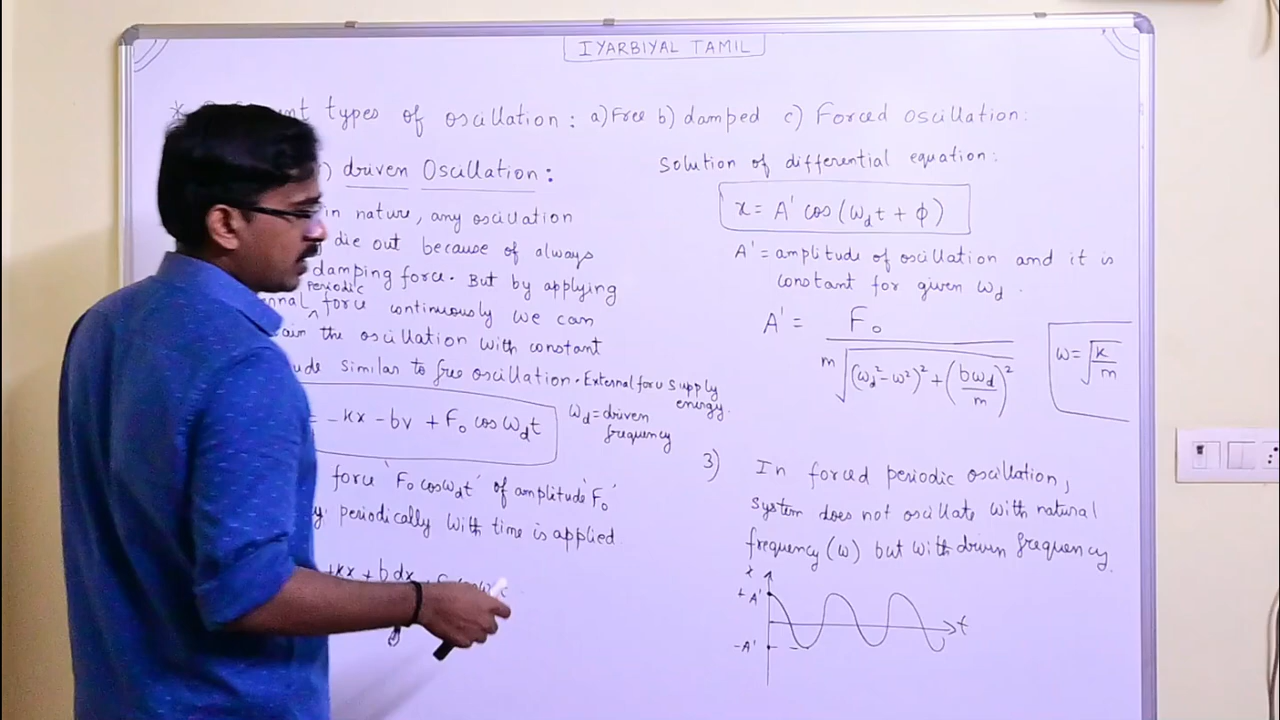 IYARBIYAL TAMIL
* types of oscillation: a) Free b) damped c) Forced oscillation:
) driven Oscillation:
in nature, any oscillation
die out because of always
damping force. But by applying
periodic
force continuously we can
the oscillation with constant
similar to free oscillation. External force supply
energy.
= -kx - bv + F₀ cos ω_d t
ω_d = driven
frequency
force 'F₀ cos ω_d t' of amplitude 'F₀'
periodically with time is applied.
+kx + b dx
Solution of differential equation:
x = A' cos (ω_d t + φ)
A' = amplitude of oscillation and it is
constant for given ω_d.
A' = F₀ / m √((ω_d² - ω²)² + (bω_d/m)²)
ω = √(k/m)
3) In forced periodic oscillation,
system does not oscillate with natural
frequency (ω) but with driven frequency.
x
+A'
t
-A'